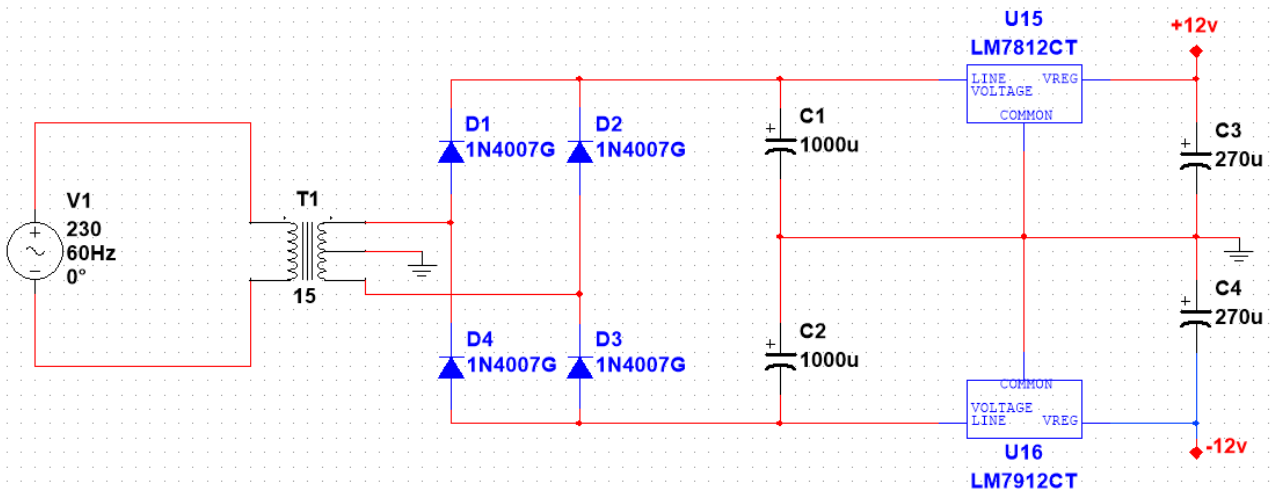 U15
LM7812CT
+12v
LINE VREG
VOLTAGE
COMMON
D1
1N4007G
D2
1N4007G
C1
1000u
C3
270u
V1
230
60Hz
0°
T1
15
D4
1N4007G
D3
1N4007G
C2
1000u
C4
270u
COMMON
VOLTAGE
LINE VREG
U16
LM7912CT
-12v